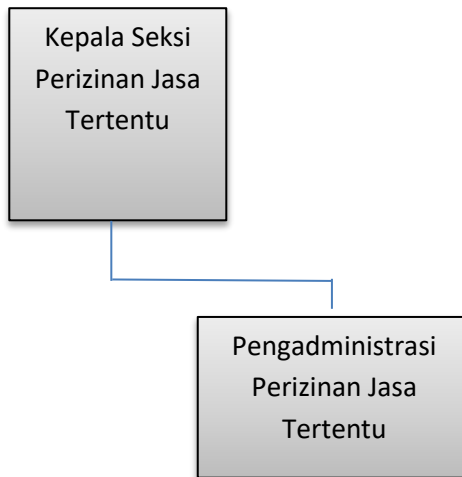 Kepala Seksi
Perizinan Jasa
Tertentu
Pengadministrasi
Perizinan Jasa
Tertentu